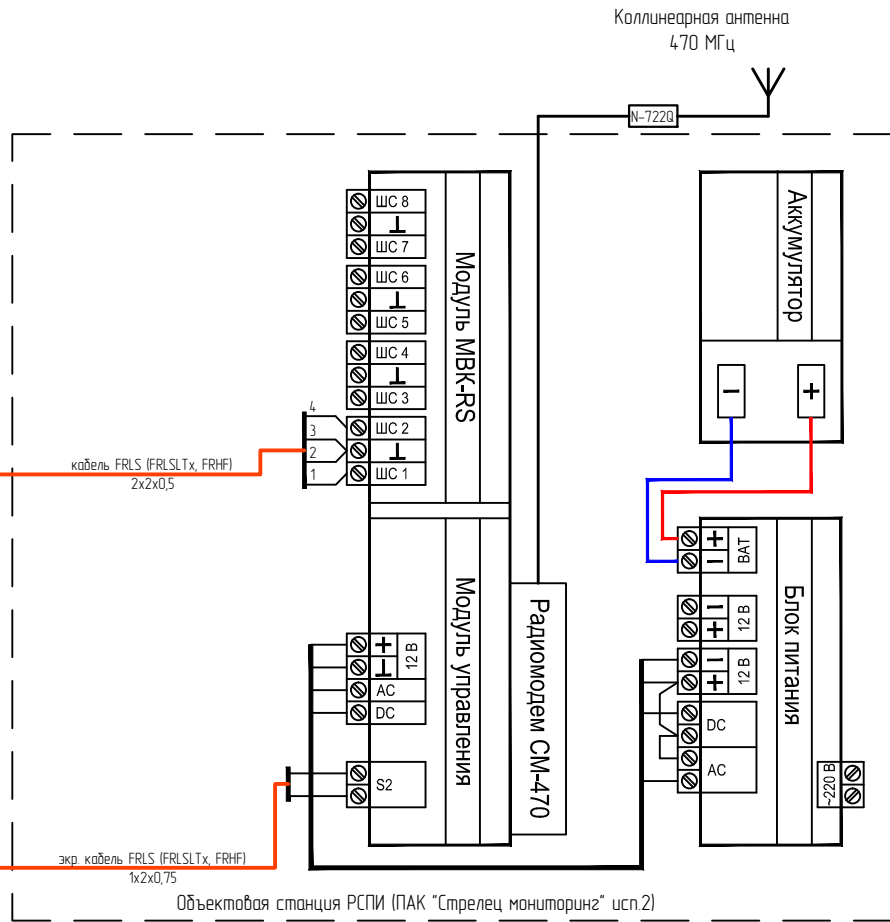 Коллинеарная антенна
470 МГц
N-722Q
ШС 8
⊥
ШС 7
ШС 6
⊥
ШС 5
ШС 4
⊥
ШС 3
ШС 2
⊥
ШС 1
Модуль МВК-RS
4
3
2
1
кабель FRLS (FRLSLTx, FRHF)
2x2x0,5
Аккумулятор
−
+
Модуль управления
+
⊥
12 В
AC
DC
S2
Радиомодем СМ-470
Блок питания
+
−
BAT
−
+
12 В
−
+
12 В
DC
AC
~220 В
экр. кабель FRLS (FRLSLTx, FRHF)
1x2x0,75
Объектовая станция РСПИ (ПАК "Стрелец мониторинг" исп.2)